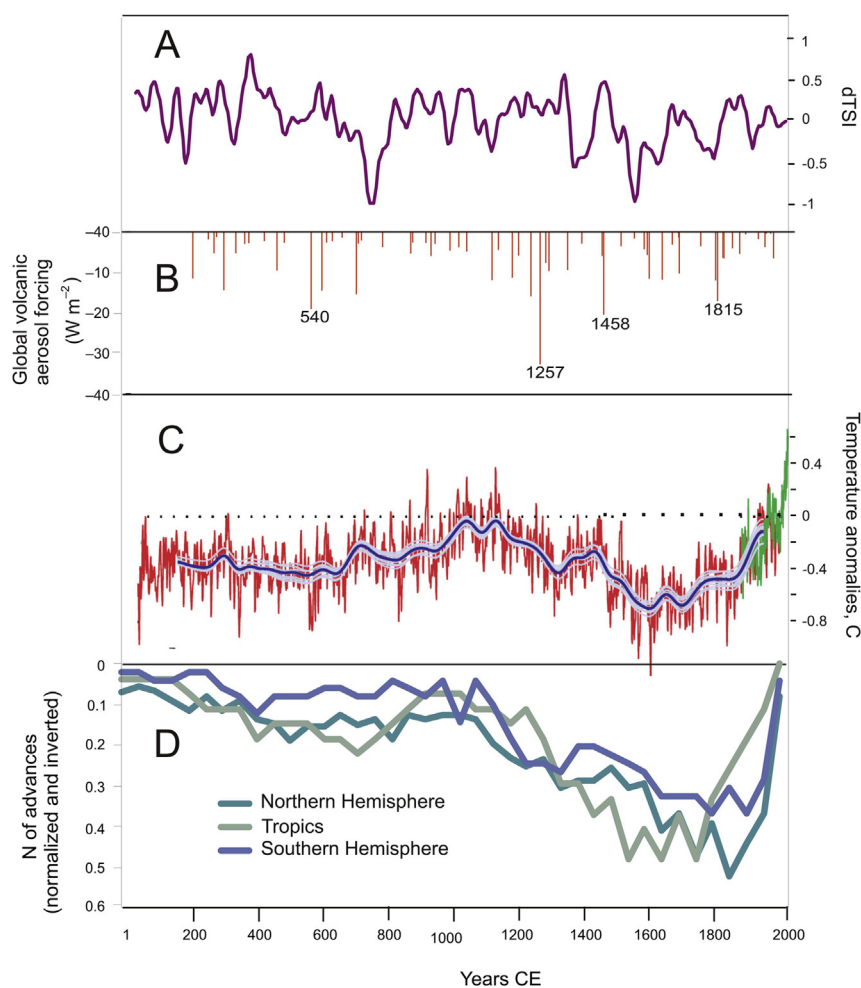 A
1
0.5
0
-0.5
-1
dTSI
–40
–10
–20
–30
–40
Global volcanic
aerosol forcing
(W m–2)
B
540
1257
1458
1815
C
0.4
0
-0.4
-0.8
Temperature anomalies, C
0
0.1
0.2
0.3
0.4
0.5
0.6
N of advances
(normalized and inverted)
D
Northern Hemisphere
Tropics
Southern Hemisphere
1 200 400 600 800 1000 1200 1400 1600 1800 2000
Years CE